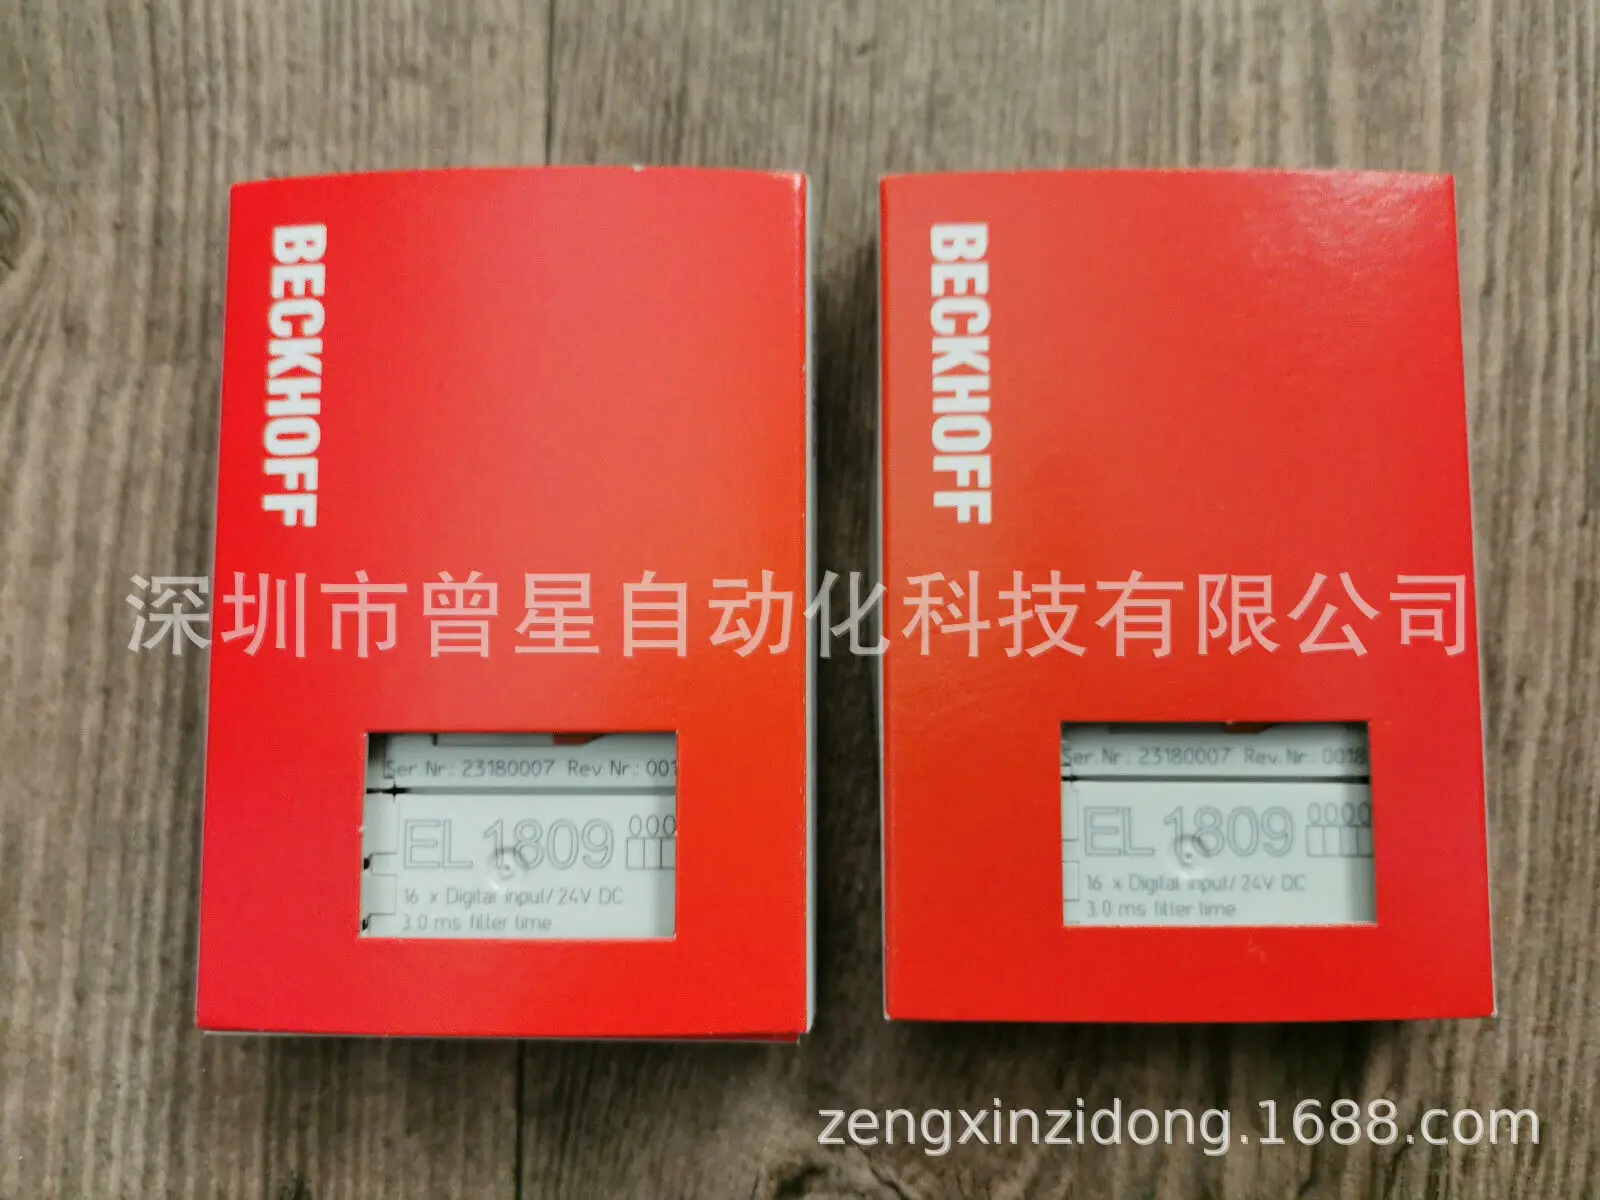 BECKHOFF
BECKHOFF
深圳市曾星自动化科技有限公司
Ser.Nr.: 23180007 Rev.Nr.: 001
EL 1809
000
16 x Digital input/ 24V DC
3.0 ms filter time
Ser.Nr.: 23180007 Rev.Nr.: 0018
EL 1809
0000
16 x Digital input/ 24V DC
3.0 ms filter time
zengxinzidong.1688.com